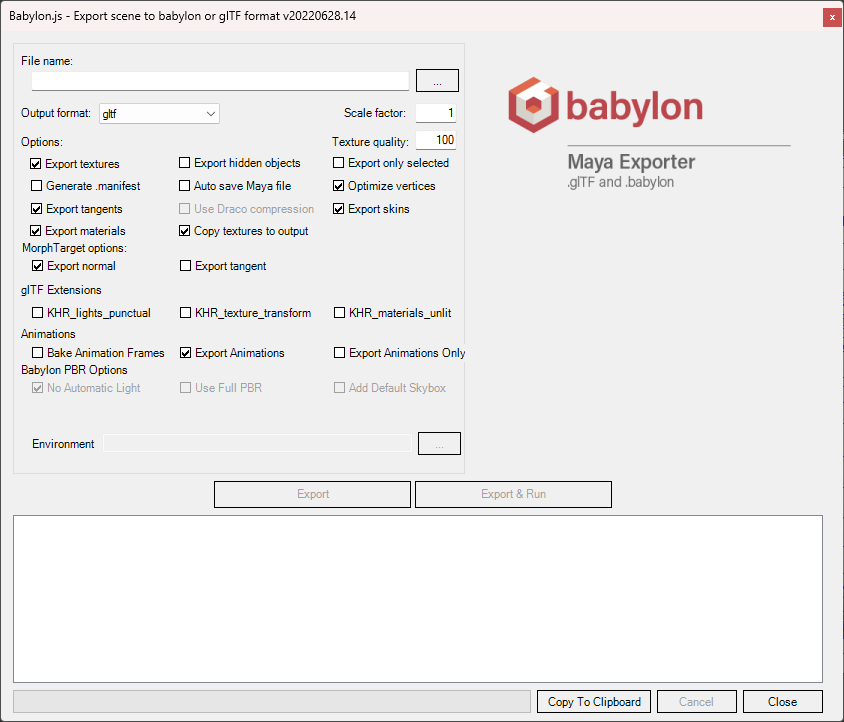 Babylon.js - Export scene to babylon or glTF format v20220628.14
x
File name:
...
Output format: gltf Scale factor: 1
Options: Texture quality: 100
Export textures Export hidden objects Export only selected
Generate .manifest Auto save Maya file Optimize vertices
Export tangents Use Draco compression Export skins
Export materials Copy textures to output
MorphTarget options:
Export normal Export tangent
glTF Extensions
KHR_lights_punctual KHR_texture_transform KHR_materials_unlit
Animations
Bake Animation Frames Export Animations Export Animations Only
Babylon PBR Options
No Automatic Light Use Full PBR Add Default Skybox
Environment ...
babylon
Maya Exporter
.glTF and .babylon
Export Export & Run
Copy To Clipboard Cancel Close